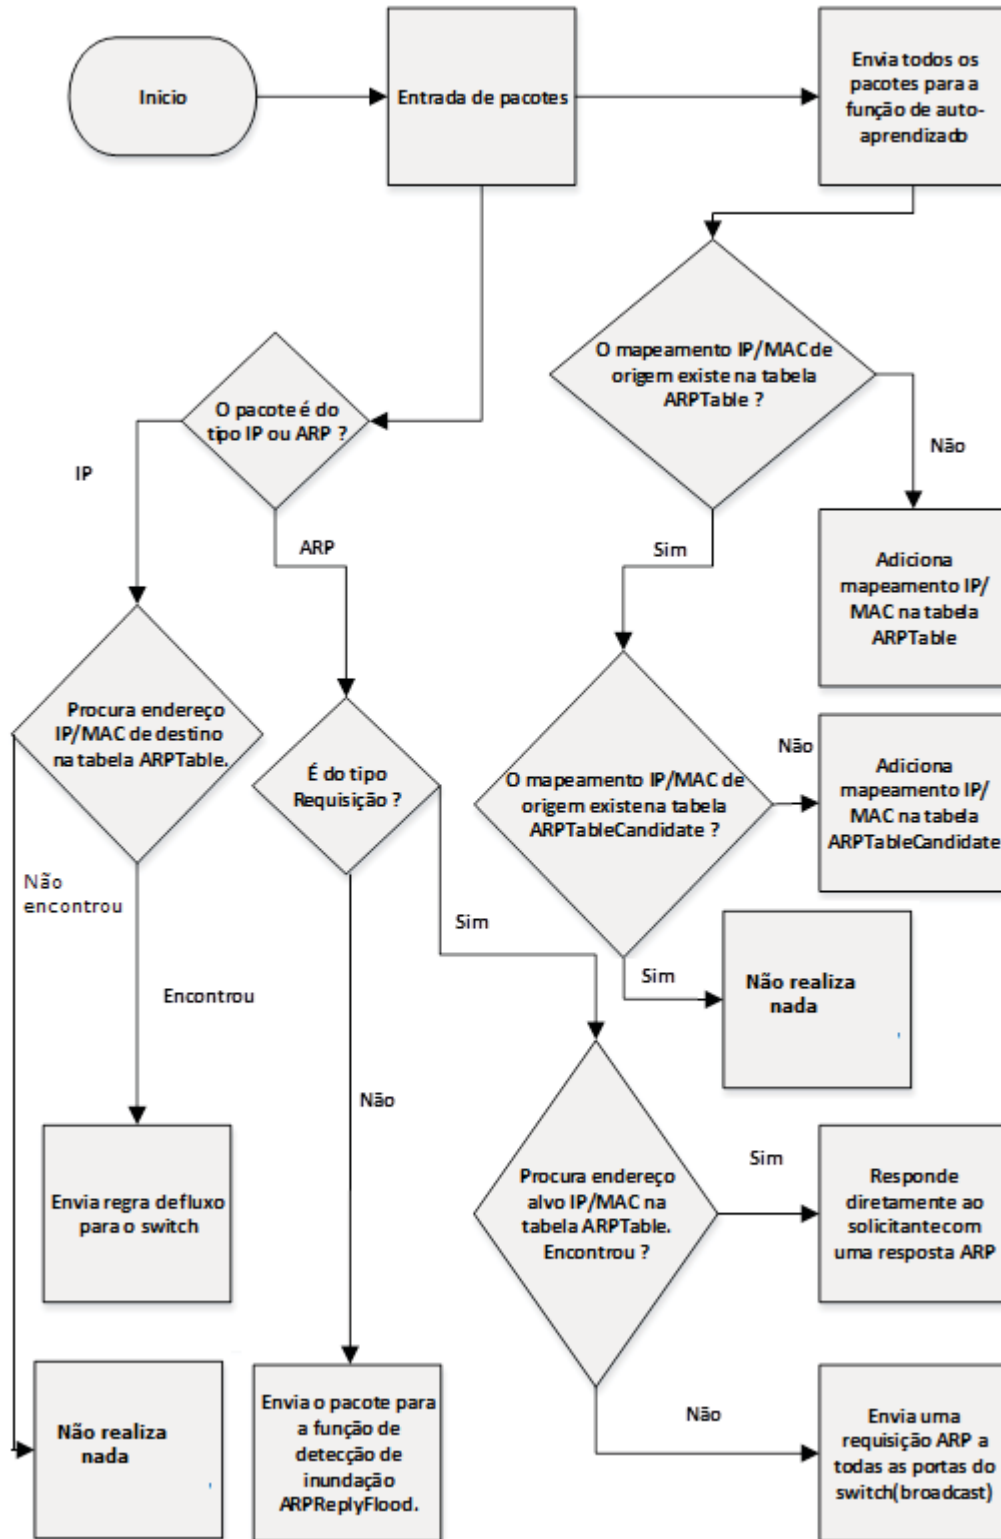 Inicio
Entrada de pacotes
Envia todos os
pacotes para a
função de auto-
aprendizado
O mapeamento IP/MAC de
origem existe na tabela
ARPTable ?
O pacote é do
tipo IP ou ARP ?
Não
IP
ARP
Sim
Adiciona
mapeamento IP/
MAC na tabela
ARPTable
Procura endereço
IP/MAC de destino
na tabela ARPTable.
É do tipo
Requisição ?
O mapeamento IP/MAC de
origem existe na tabela
ARPTableCandidate ?
Não
Adiciona
mapeamento IP/
MAC na tabela
ARPTableCandidate
Não
encontrou
Sim
Sim
Não realiza
nada
Encontrou
Não
Envia regra de fluxo
para o switch
Procura endereço
alvo IP/MAC na
tabela ARPTable.
Encontrou ?
Sim
Responde
diretamente ao
solicitante com
uma resposta ARP
Não realiza
nada
Envia o pacote para
a função de
detecção de
inundação
ARPReplyFlood.
Não
Envia uma
requisição ARP a
todas as portas do
switch(broadcast)